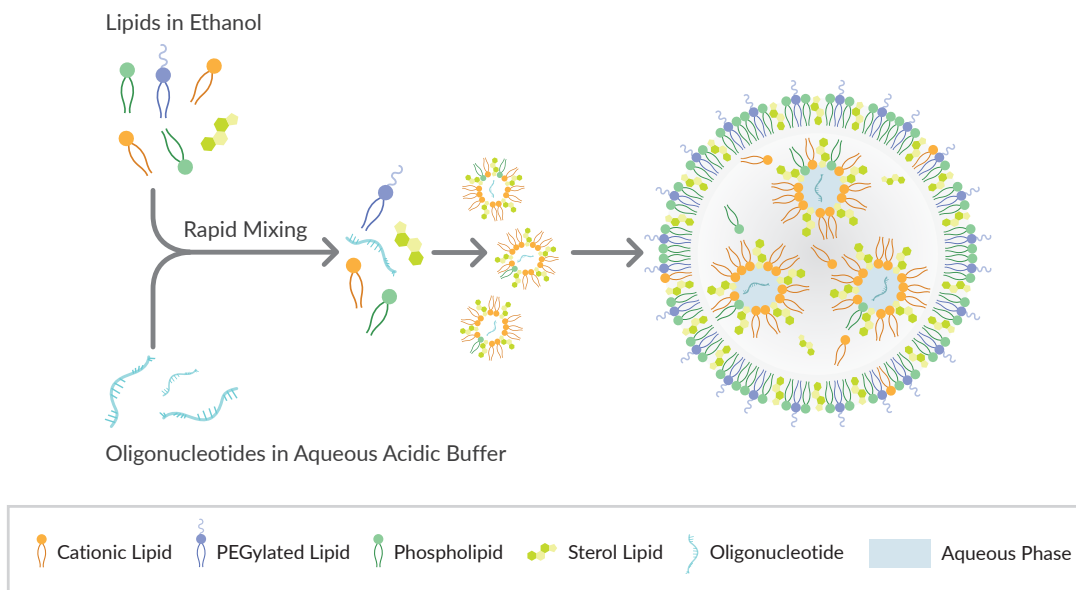 Lipids in Ethanol
Rapid Mixing
Oligonucleotides in Aqueous Acidic Buffer
Cationic Lipid
PEGylated Lipid
Phospholipid
Sterol Lipid
Oligonucleotide
Aqueous Phase